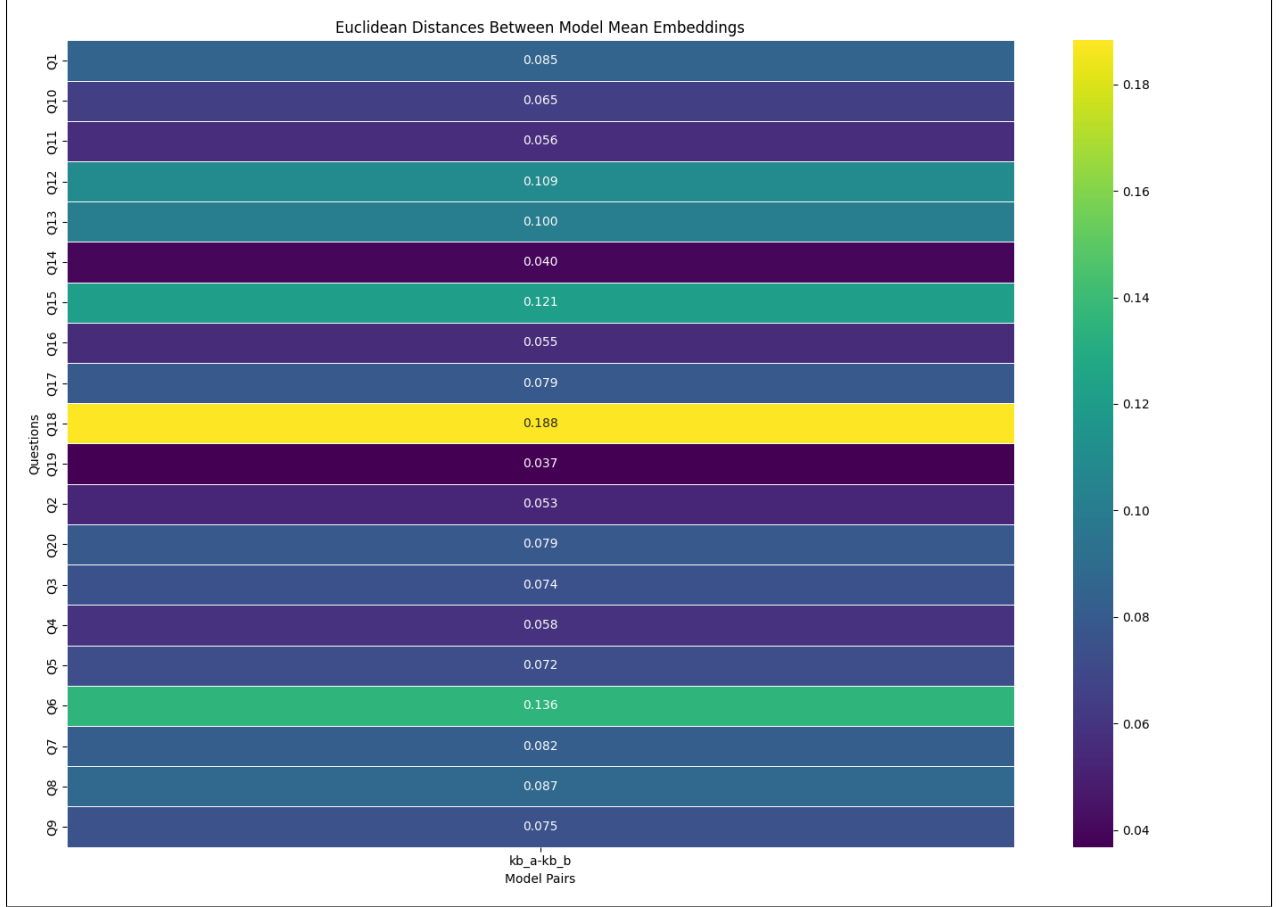 Euclidean Distances Between Model Mean Embeddings
Questions
Q1 0.085
Q10 0.065
Q11 0.056
Q12 0.109
Q13 0.100
Q14 0.040
Q15 0.121
Q16 0.055
Q17 0.079
Q18 0.188
Q19 0.037
Q2 0.053
Q20 0.079
Q3 0.074
Q4 0.058
Q5 0.072
Q6 0.136
Q7 0.082
Q8 0.087
Q9 0.075
kb_a-kb_b
Model Pairs
0.18
0.16
0.14
0.12
0.10
0.08
0.06
0.04